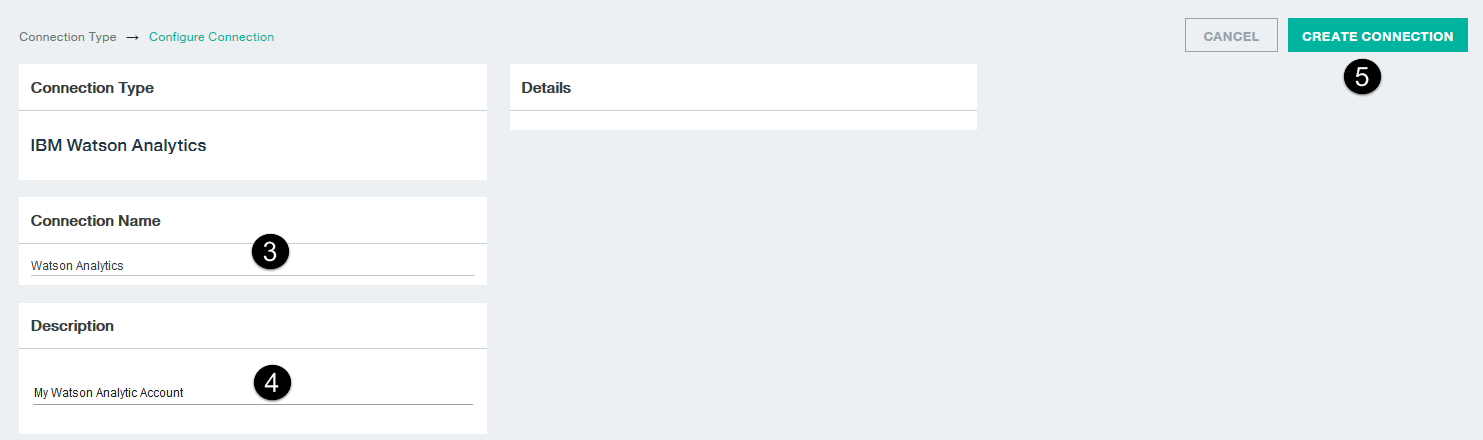 Connection Type → Configure Connection
CANCEL
CREATE CONNECTION
5
Connection Type
IBM Watson Analytics
Details
Connection Name
3
Watson Analytics
Description
4
My Watson Analytic Account